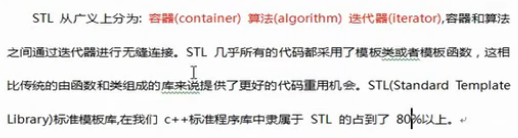 STL 从广义上分为: 容器(container) 算法(algorithm) 迭代器(iterator),容器和算法
之间通过迭代器进行无缝连接。STL 几乎所有的代码都采用了模板类或者模板函数，这相
比传统的由函数和类组成的库来说提供了更好的代码重用机会。STL(Standard Template
Library)标准模板库,在我们 c++标准程序库中隶属于 STL 的占到了 80%以上。